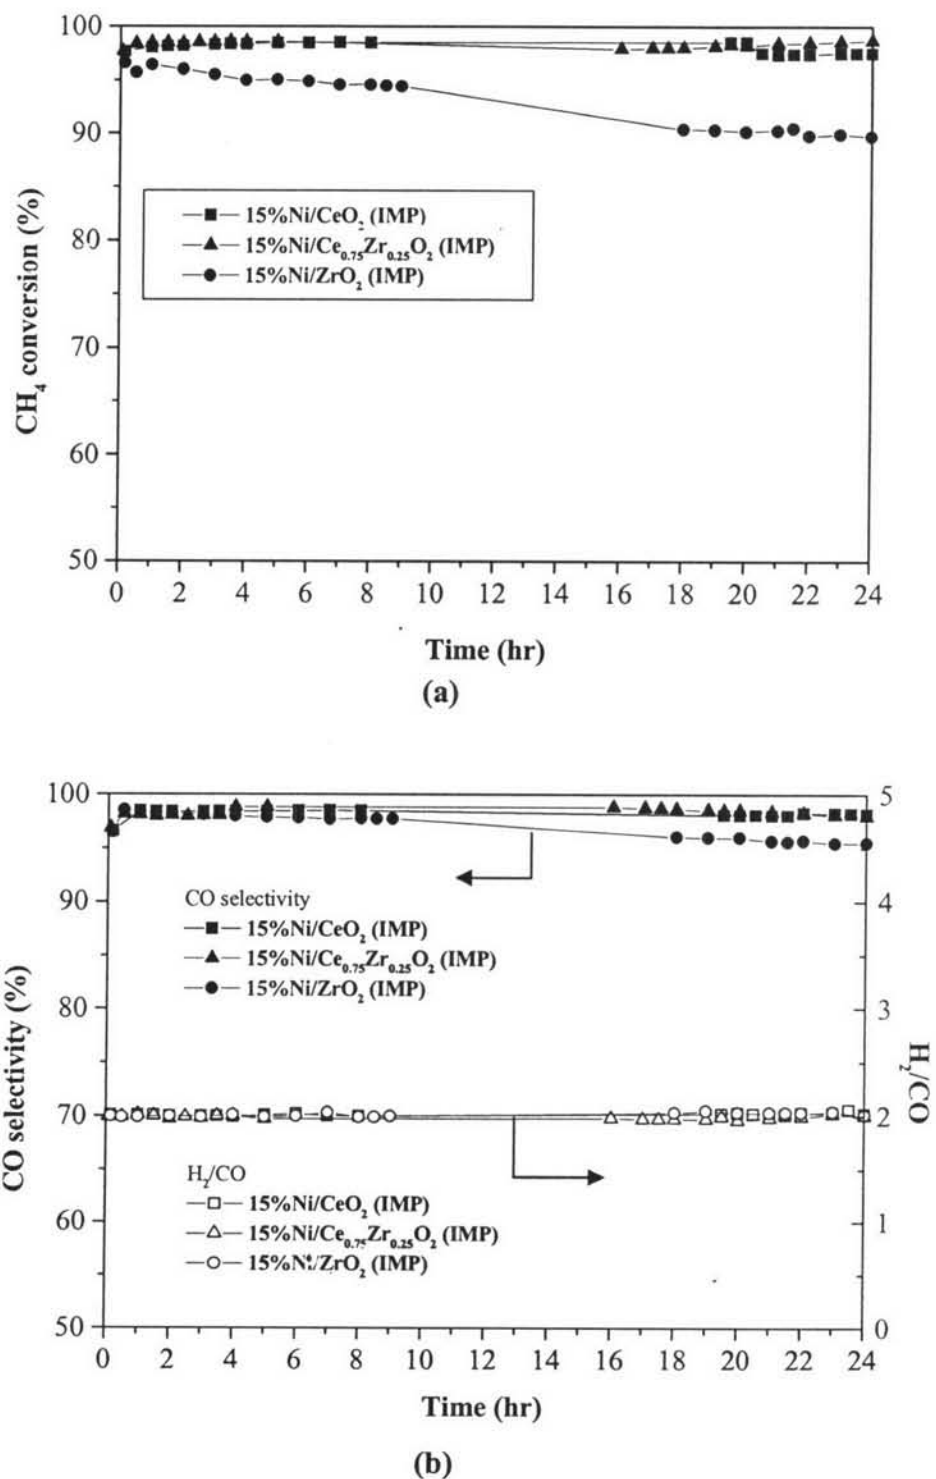 100
90
80
70
60
50
CH₄ conversion (%)
15%Ni/CeO₂ (IMP)
15%Ni/Ce₀.₇₅Zr₀.₂₅O₂ (IMP)
15%Ni/ZrO₂ (IMP)
0 2 4 6 8 10 12 14 16 18 20 22 24
Time (hr)
(a)
100
90
80
70
60
50
CO selectivity (%)
5
4
3
2
1
0
H₂/CO
CO selectivity
15%Ni/CeO₂ (IMP)
15%Ni/Ce₀.₇₅Zr₀.₂₅O₂ (IMP)
15%Ni/ZrO₂ (IMP)
H₂/CO
15%Ni/CeO₂ (IMP)
15%Ni/Ce₀.₇₅Zr₀.₂₅O₂ (IMP)
15%Ni/ZrO₂ (IMP)
0 2 4 6 8 10 12 14 16 18 20 22 24
Time (hr)
(b)